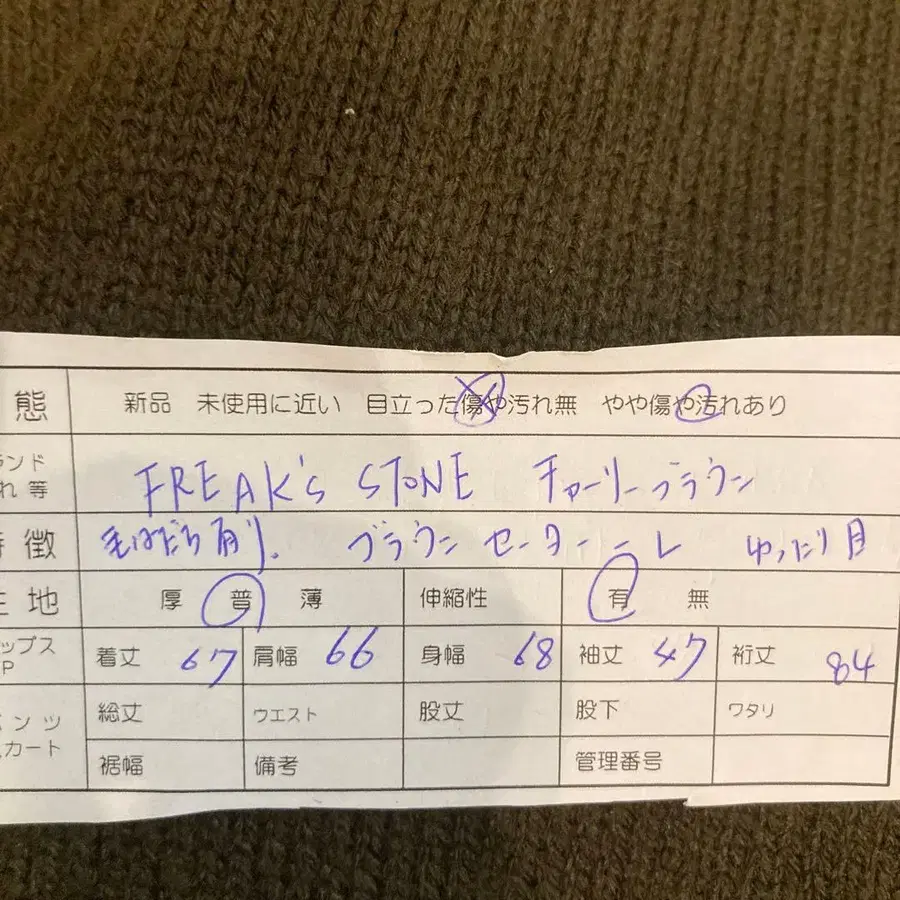 態 新品 未使用に近い 目立った傷や汚れ無 やや傷や汚れあり
ランド
れ 等 FREAK's STONE チャーリーブラウン
徴 毛はだち有り. ブラウン セーター ゆったり目
地 厚 普 薄 伸縮性 有 無
ップス
P 着丈 67 肩幅 66 身幅 68 袖丈 47 裄丈 84
ンツ 総丈 ウエスト 股丈 股下 ワタリ
カート 裾幅 備考 管理番号